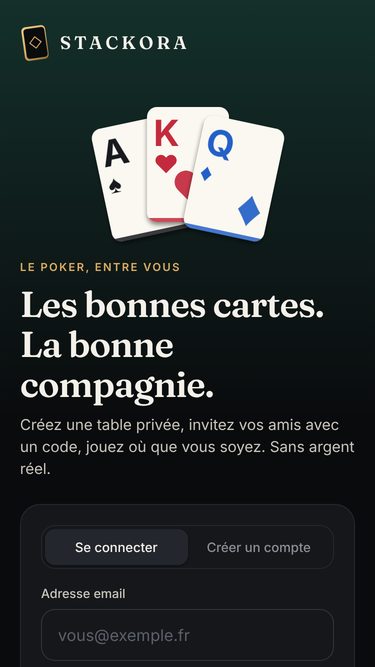 STACKORA
A
K
Q
LE POKER, ENTRE VOUS
Les bonnes cartes.
La bonne
compagnie.
Créez une table privée, invitez vos amis avec
un code, jouez où que vous soyez. Sans argent
réel.
Se connecter
Créer un compte
Adresse email
vous@exemple.fr